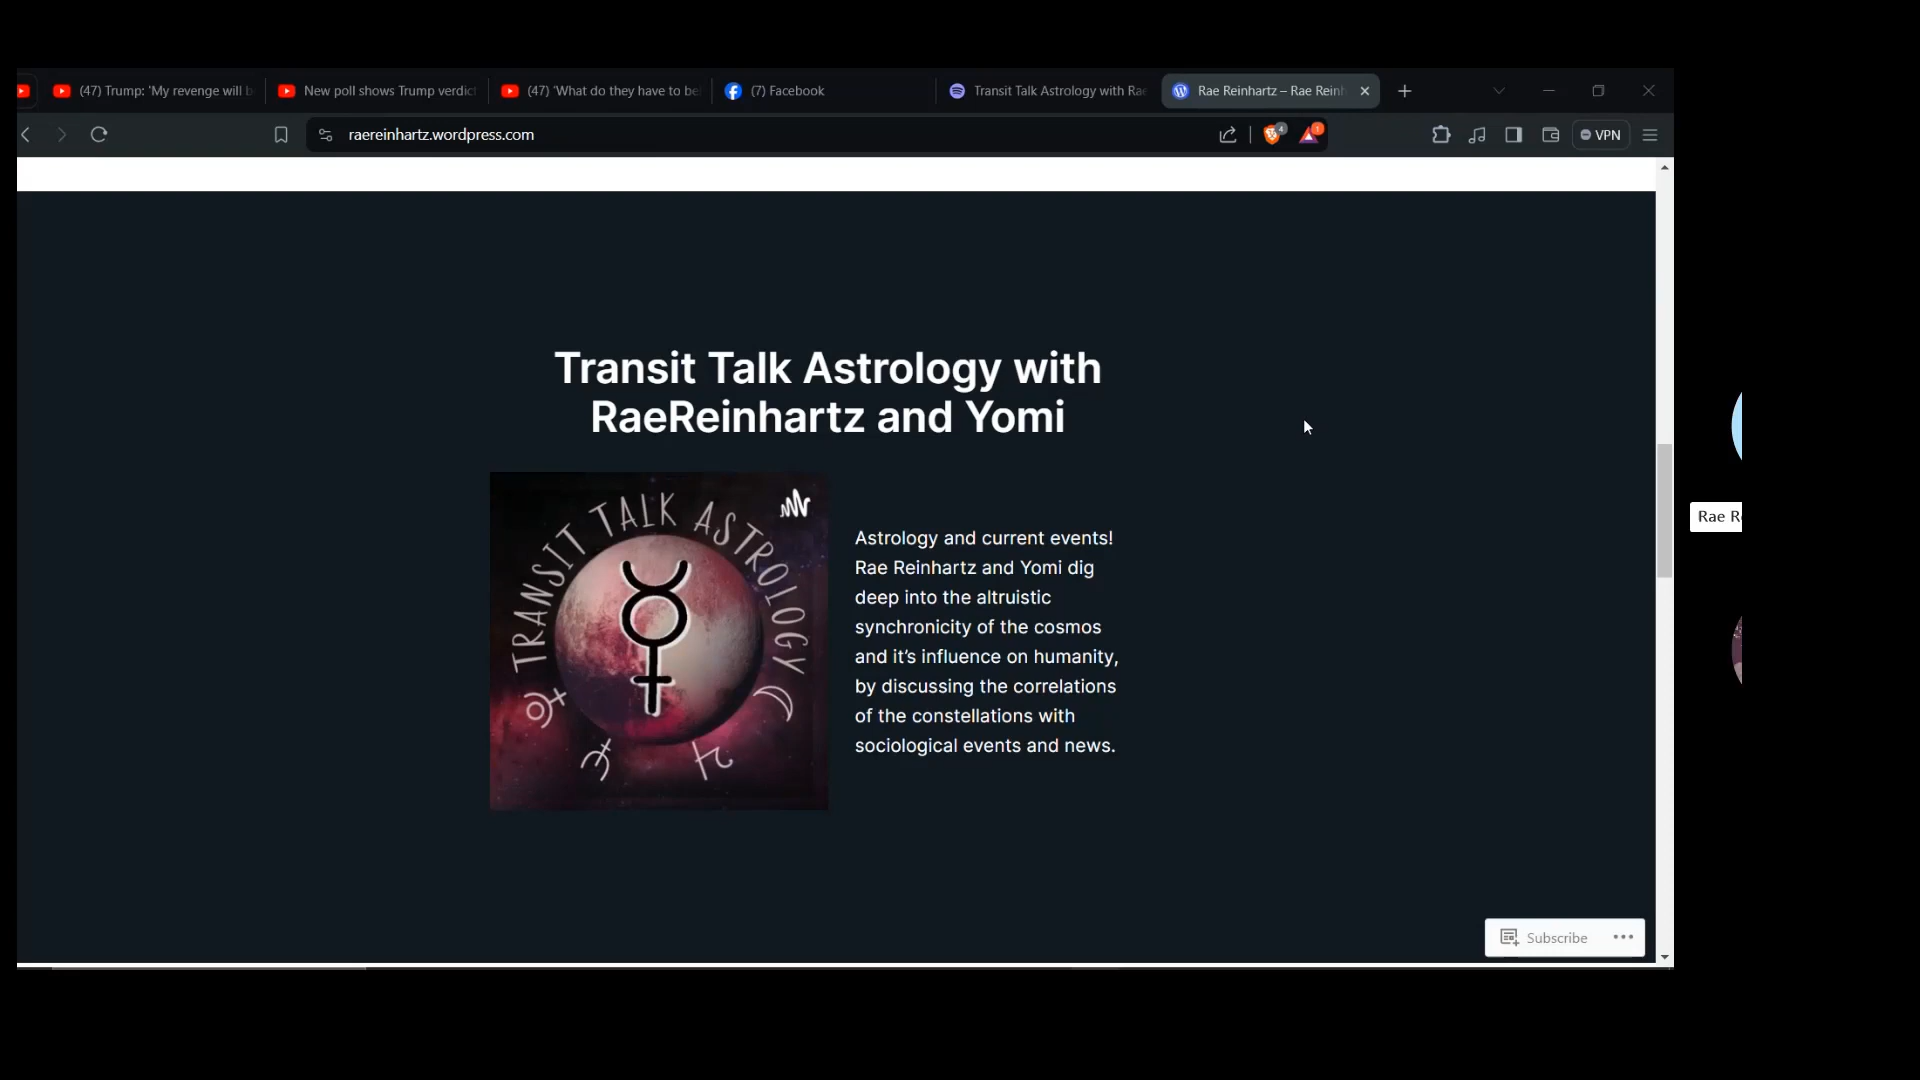 (47) Trump: 'My revenge will b
New poll shows Trump verdic
(47) 'What do they have to be
(7) Facebook
Transit Talk Astrology with Rae
Rae Reinhartz – Rae Reinh
raereinhartz.wordpress.com
4
1
VPN
Transit Talk Astrology with
RaeReinhartz and Yomi
TRANSIT TALK ASTROLOGY
Astrology and current events!
Rae Reinhartz and Yomi dig
deep into the altruistic
synchronicity of the cosmos
and it's influence on humanity,
by discussing the correlations
of the constellations with
sociological events and news.
Rae R
Subscribe